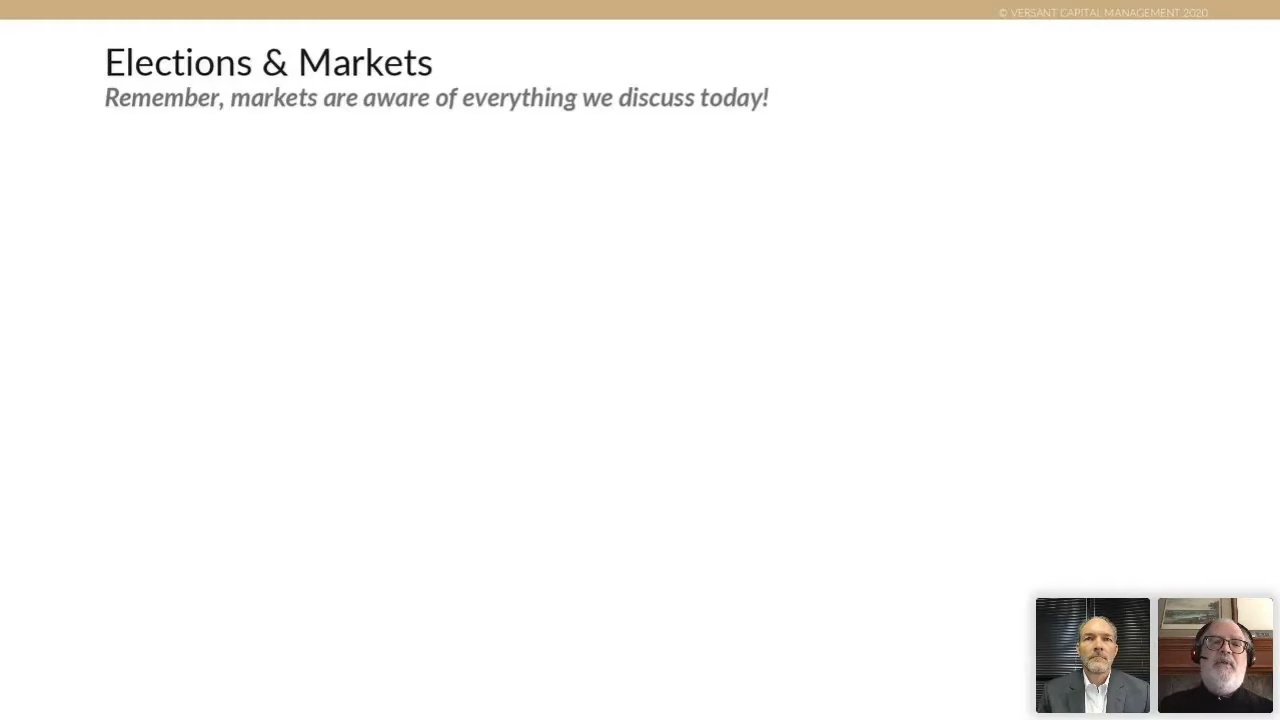 © VERSANT CAPITAL MANAGEMENT 2020
Elections & Markets
Remember, markets are aware of everything we discuss today!